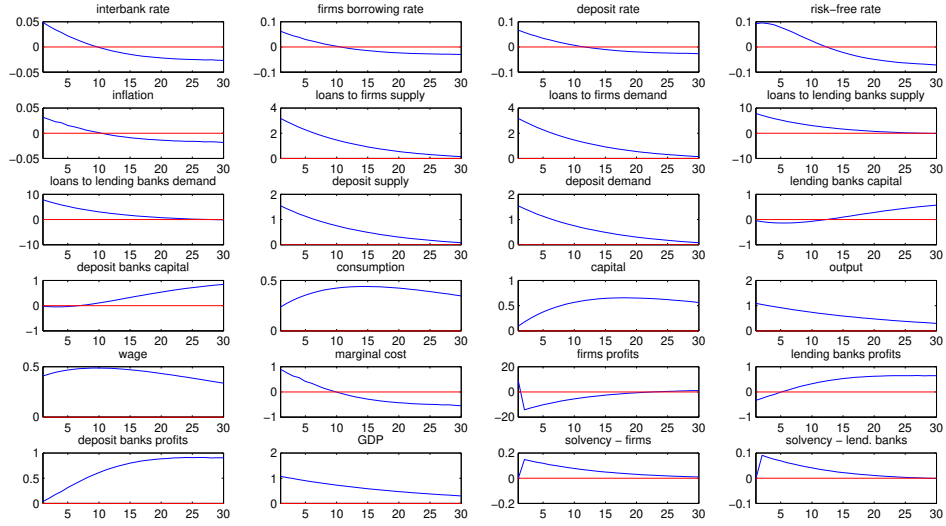 interbank rate
firms borrowing rate
deposit rate
risk−free rate
0.05 0.1 0.1 0.1
0 0 0 0
−0.05 −0.1 −0.1 −0.1
5 10 15 20 25 30 5 10 15 20 25 30 5 10 15 20 25 30 5 10 15 20 25 30
inflation
loans to firms supply
loans to firms demand
loans to lending banks supply
0.05 4 4 10
0 2 2 0
−0.05 0 0 −10
5 10 15 20 25 30 5 10 15 20 25 30 5 10 15 20 25 30 5 10 15 20 25 30
loans to lending banks demand
deposit supply
deposit demand
lending banks capital
10 2 2 1
0 1 1 0
−10 0 0 −1
5 10 15 20 25 30 5 10 15 20 25 30 5 10 15 20 25 30 5 10 15 20 25 30
deposit banks capital
consumption
capital
output
1 0.5 1 2
0 0.5 1
−1 0 0 0
5 10 15 20 25 30 5 10 15 20 25 30 5 10 15 20 25 30 5 10 15 20 25 30
wage
marginal cost
firms profits
lending banks profits
0.5 1 20 1
0 0 0
0 −1 −20 −1
5 10 15 20 25 30 5 10 15 20 25 30 5 10 15 20 25 30 5 10 15 20 25 30
deposit banks profits
GDP
solvency − firms
solvency − lend. banks
1 2 0.2 0.1
0.5 1 0 0
0 0 −0.2 −0.1
5 10 15 20 25 30 5 10 15 20 25 30 5 10 15 20 25 30 5 10 15 20 25 30